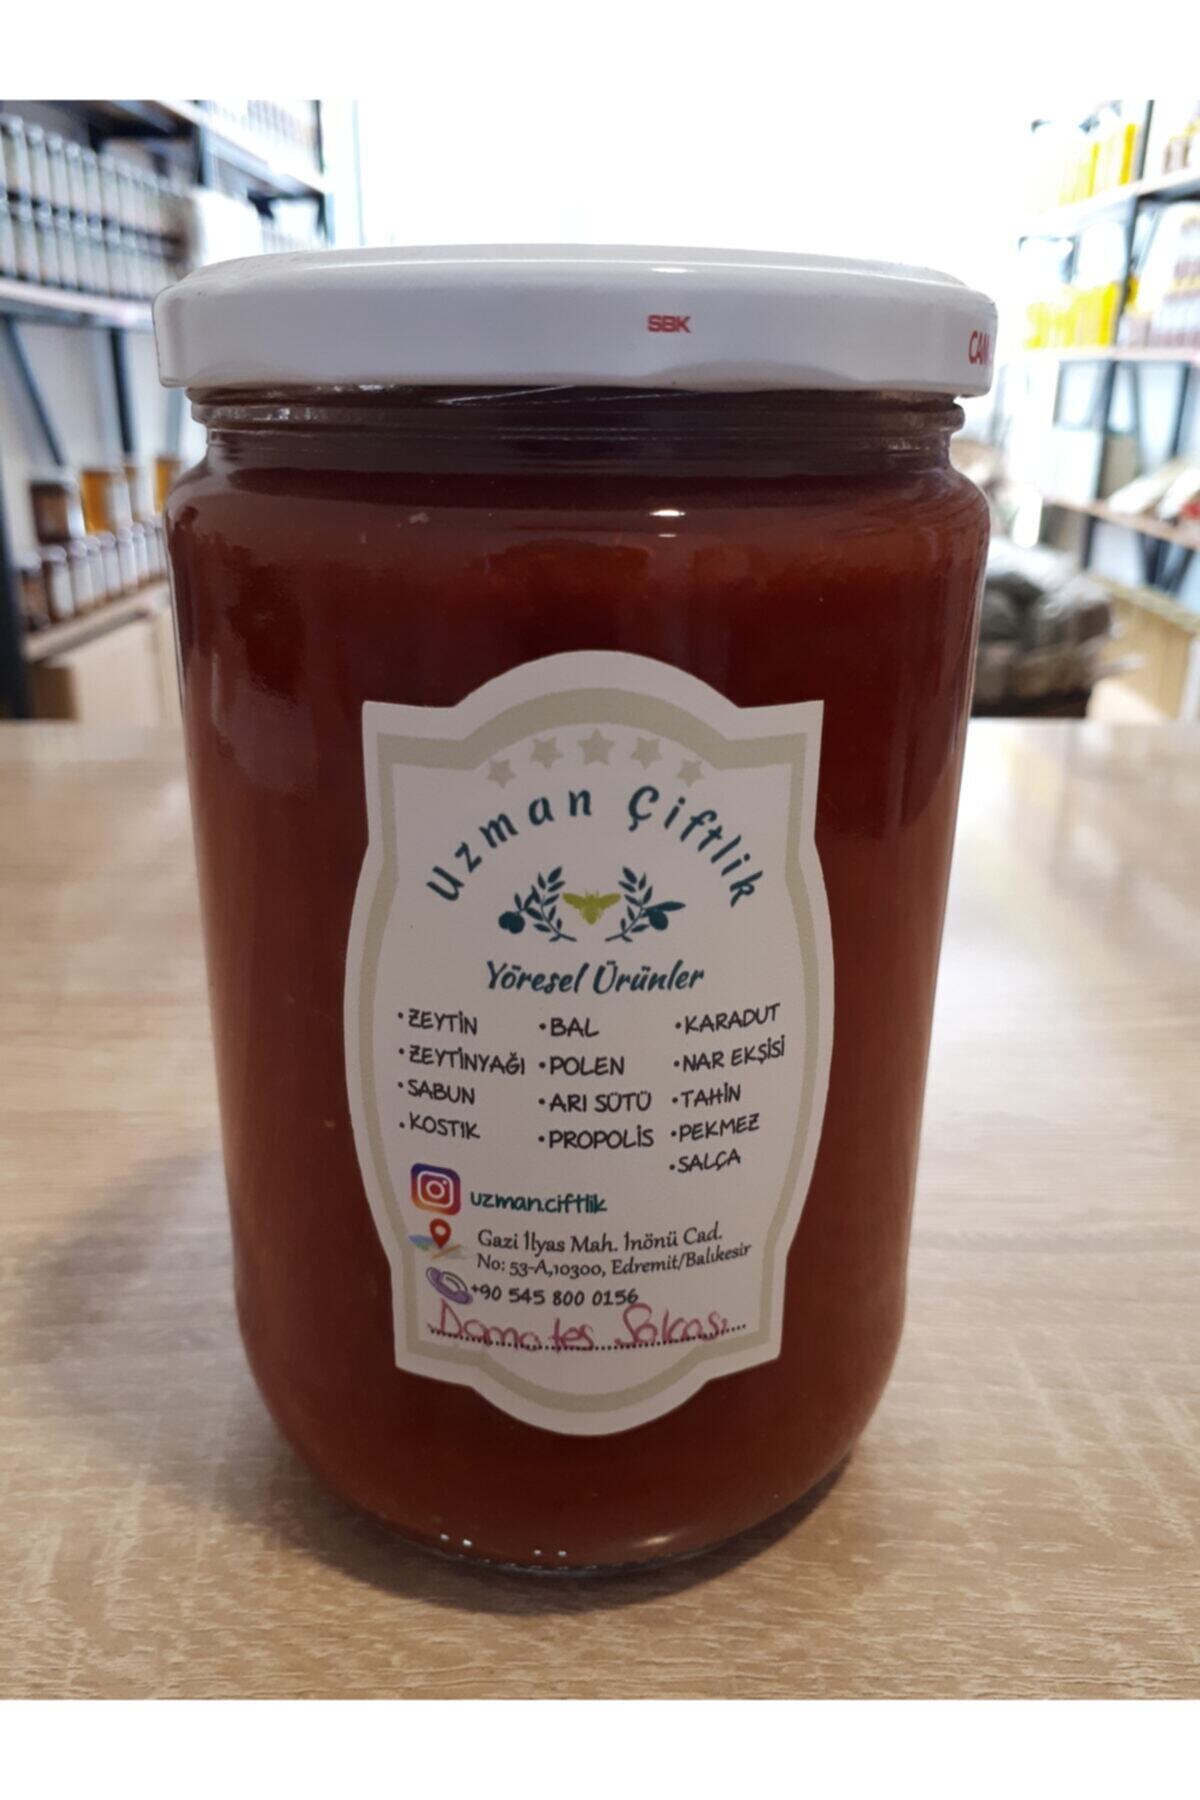 SBK
CAN
Uzman Çiftlik
Yöresel Ürünler
•ZEYTİN
•ZEYTİNYAĞI
•SABUN
•KOSTIK
•BAL
•POLEN
•ARI SÜTÜ
•PROPOLİS
•KARADUT
•NAR EKŞİSİ
•TAHİN
•PEKMEZ
•SALÇA
uzman.ciftlik
Gazi İlyas Mah. İnönü Cad.
No: 53-A,10300, Edremit/Balıkesir
+90 545 800 0156
Domates Salcası